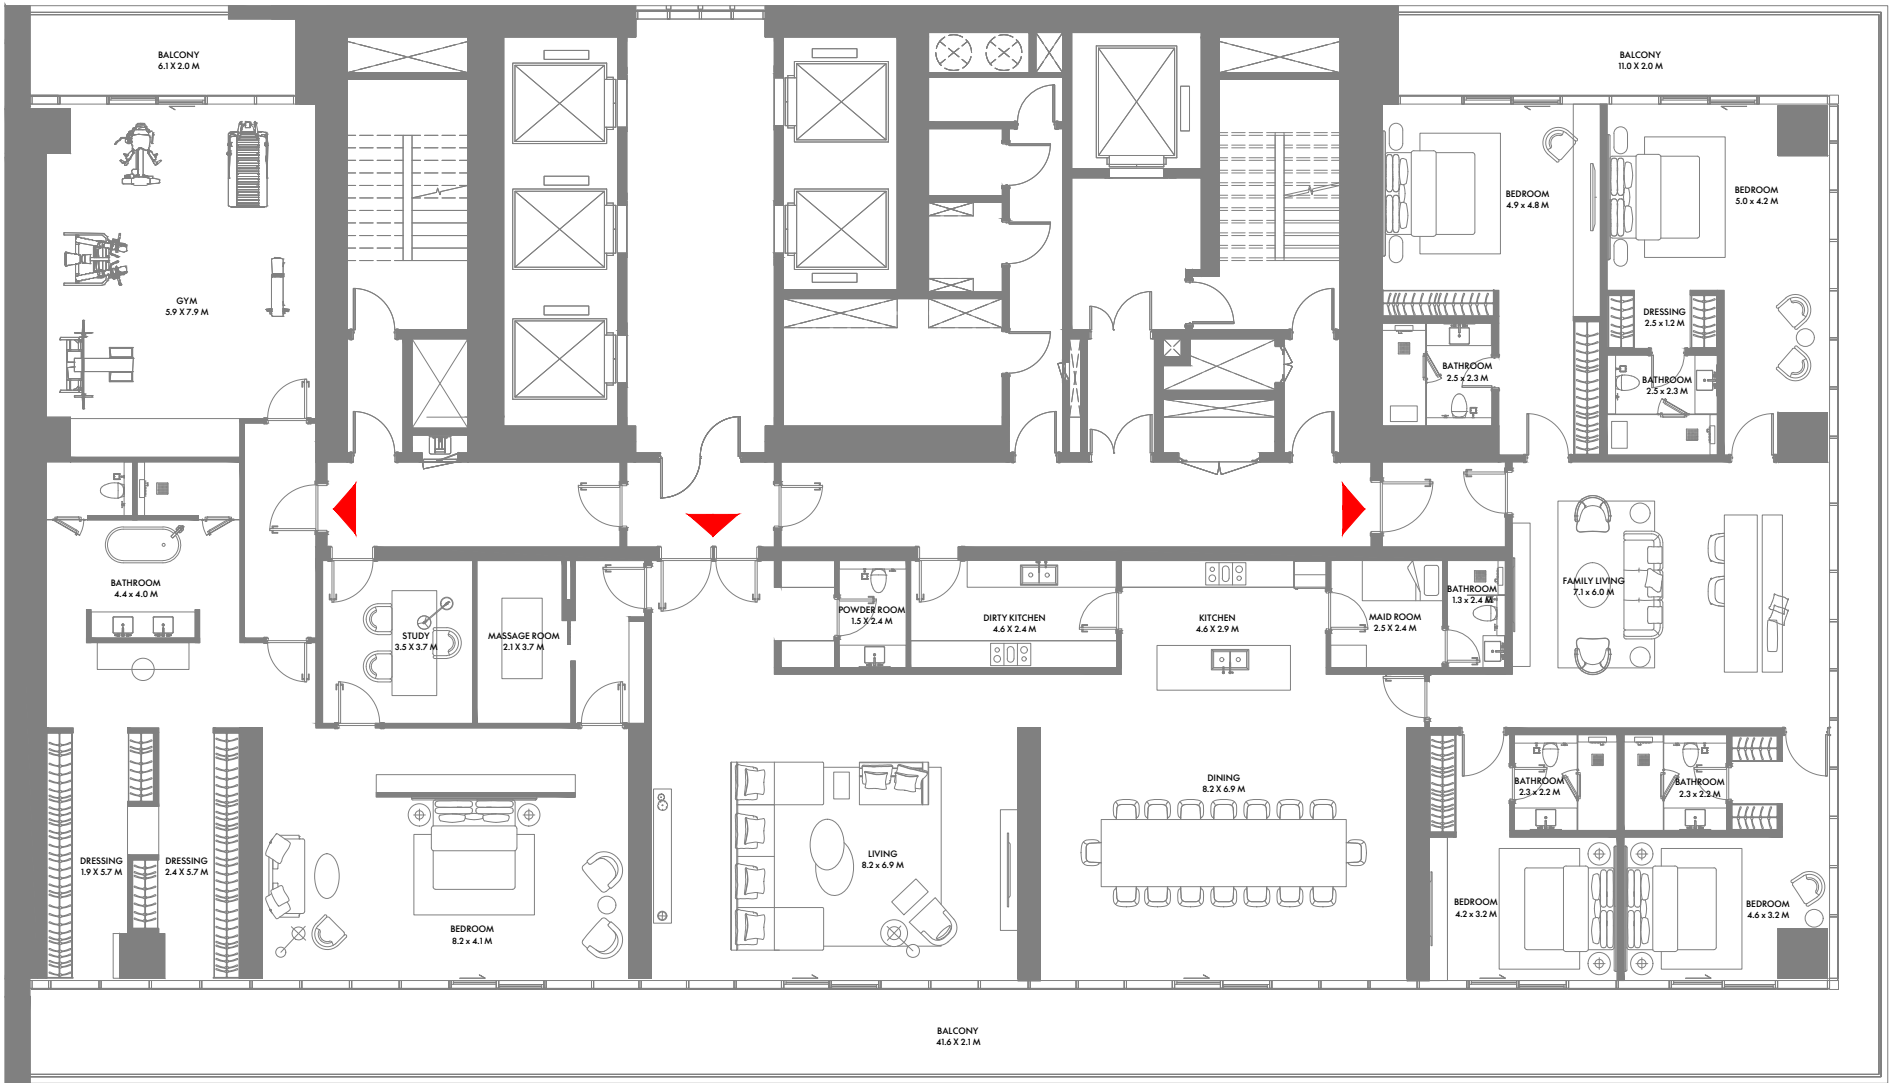 BALCONY
6.1 X 2.0 M
BALCONY
11.0 X 2.0 M
BEDROOM
4.9 x 4.8 M
BEDROOM
5.0 x 4.2 M
GYM
5.9 X 7.9 M
DRESSING
2.5 x 1.2 M
BATHROOM
2.5 x 2.3 M
BATHROOM
2.5 x 2.3 M
BATHROOM
4.4 x 4.0 M
STUDY
3.5 X 3.7 M
MASSAGE ROOM
2.1 X 3.7 M
POWDER ROOM
1.5 X 2.4 M
DIRTY KITCHEN
4.6 X 2.4 M
KITCHEN
4.6 X 2.9 M
MAID ROOM
2.5 X 2.4 M
BATHROOM
1.3 x 2.4 M
FAMILY LIVING
7.1 x 6.0 M
DINING
8.2 X 6.9 M
BATHROOM
2.3 x 2.2 M
BATHROOM
2.3 x 2.2 M
DRESSING
1.9 X 5.7 M
DRESSING
2.4 X 5.7 M
LIVING
8.2 x 6.9 M
BEDROOM
8.2 x 4.1 M
BEDROOM
4.2 x 3.2 M
BEDROOM
4.6 x 3.2 M
BALCONY
41.6 X 2.1 M